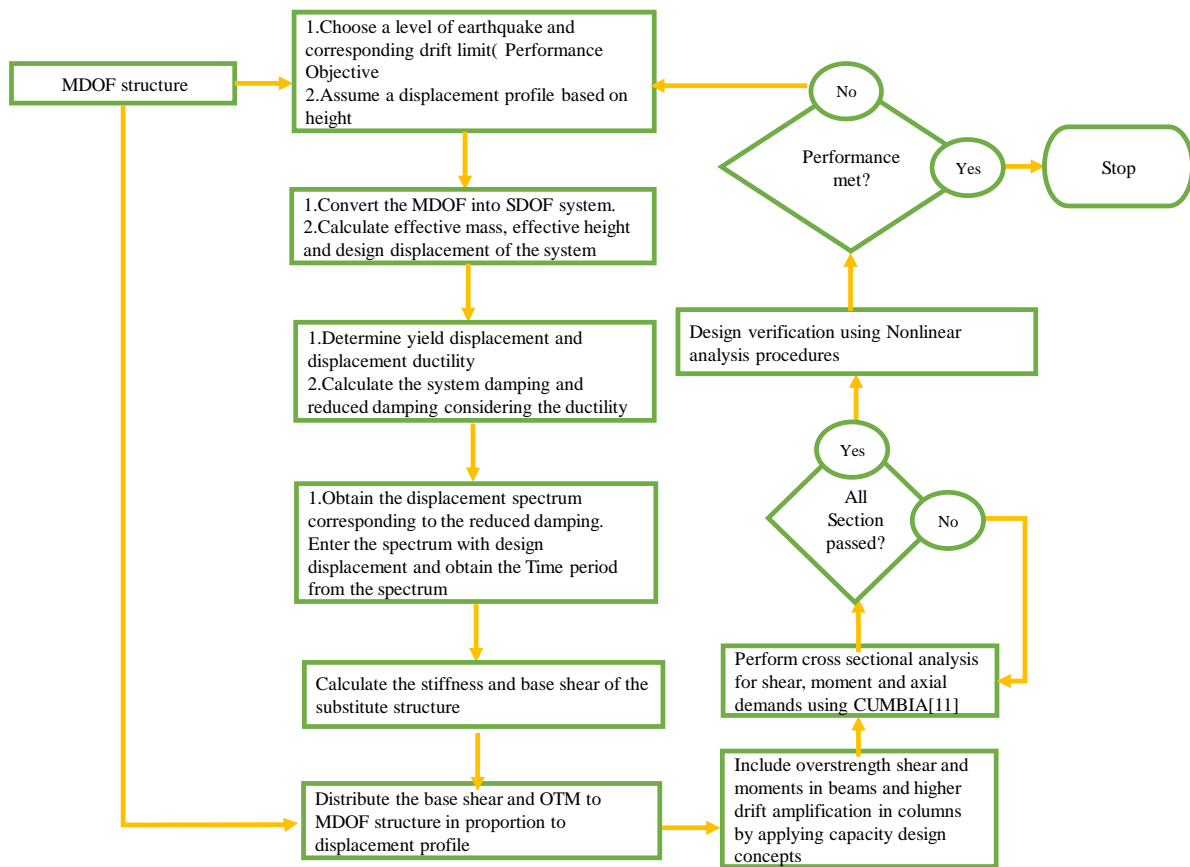 MDOF structure
1.Choose a level of earthquake and
corresponding drift limit( Performance
Objective
2.Assume a displacement profile based on
height
1.Convert the MDOF into SDOF system.
2.Calculate effective mass, effective height
and design displacement of the system
1.Determine yield displacement and
displacement ductility
2.Calculate the system damping and
reduced damping considering the ductility
1.Obtain the displacement spectrum
corresponding to the reduced damping.
Enter the spectrum with design
displacement and obtain the Time period
from the spectrum
Calculate the stiffness and base shear of the
substitute structure
Distribute the base shear and OTM to
MDOF structure in proportion to
displacement profile
Include overstrength shear and
moments in beams and higher
drift amplification in columns
by applying capacity design
concepts
Perform cross sectional analysis
for shear, moment and axial
demands using CUMBIA[11]
All
Section
passed?
No
Yes
Design verification using Nonlinear
analysis procedures
Performance
met?
No
Yes
Stop